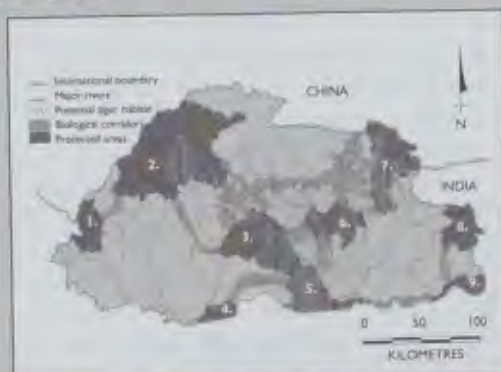 International boundary
Major rivers
Potential tiger habitat
Biological corridors
Protected areas
CHINA
N
INDIA
1.
2.
3.
4.
5.
6.
7.
8.
9.
0 50 100
KILOMETRES